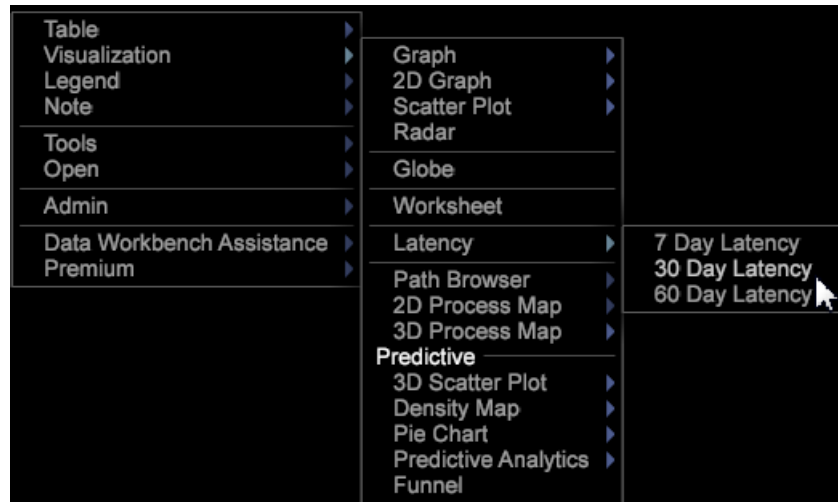 Table
Visualization
Legend
Note
Tools
Open
Admin
Data Workbench Assistance
Premium
Graph
2D Graph
Scatter Plot
Radar
Globe
Worksheet
Latency
Path Browser
2D Process Map
3D Process Map
Predictive
3D Scatter Plot
Density Map
Pie Chart
Predictive Analytics
Funnel
7 Day Latency
30 Day Latency
60 Day Latency